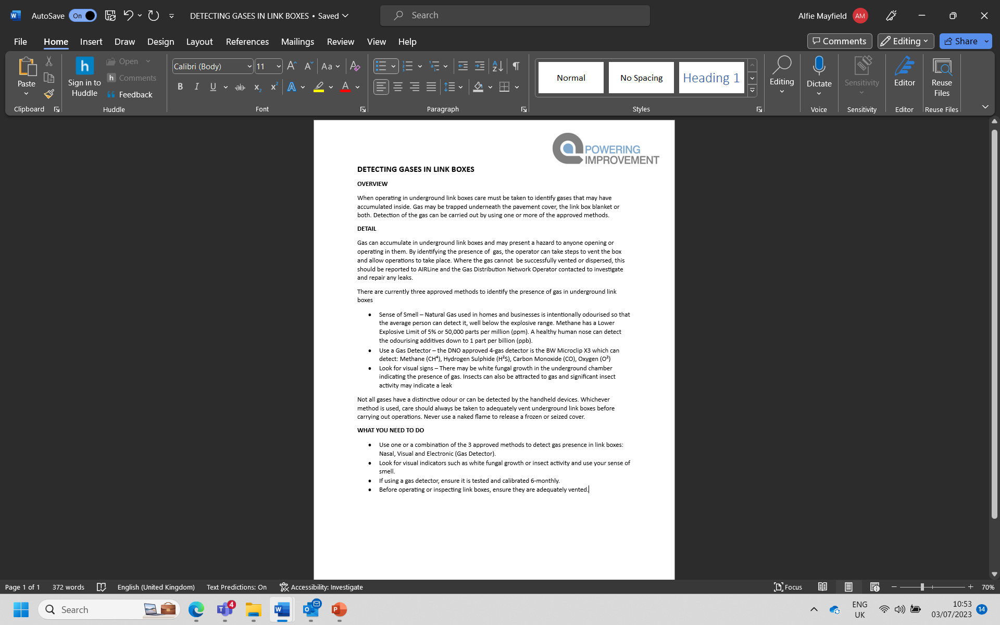 AutoSave On DETECTING GASES IN LINK BOXES • Saved Search Alfie Mayfield AM
File Home Insert Draw Design Layout References Mailings Review View Help Comments Editing Share
Paste
Clipboard
Sign in to
Huddle
Open
Comments
Feedback
Huddle
Calibri (Body) 11
Font
Paragraph
Normal No Spacing Heading 1
Styles
Editing
Dictate
Voice
Sensitivity
Sensitivity
Editor
Editor
Reuse
Files
Reuse Files
POWERING
IMPROVEMENT
DETECTING GASES IN LINK BOXES
OVERVIEW
When operating in underground link boxes care must be taken to identify gases that may have
accumulated inside. Gas may be trapped underneath the pavement cover, the link box blanket or
both. Detection of the gas can be carried out by using one or more of the approved methods.
DETAIL
Gas can accumulate in underground link boxes and may present a hazard to anyone opening or
operating in them. By identifying the presence of  gas, the operator can take steps to vent the box
and allow operations to take place. Where the gas cannot  be successfully vented or dispersed, this
should be reported to AIRLine and the Gas Distribution Network Operator contacted to investigate
and repair any leaks.
There are currently three approved methods to identify the presence of gas in underground link
boxes
• Sense of Smell – Natural Gas used in homes and businesses is intentionally odourised so that
the average person can detect it, well below the explosive range. Methane has a Lower
Explosive Limit of 5% or 50,000 parts per million (ppm). A healthy human nose can detect
the odourising additives down to 1 part per billion (ppb).
• Use a Gas Detector – the DNO approved 4-gas detector is the BW Microclip X3 which can
detect: Methane (CH⁴), Hydrogen Sulphide (H²S), Carbon Monoxide (CO), Oxygen (O²)
• Look for visual signs – There may be white fungal growth in the underground chamber
indicating the presence of gas. Insects can also be attracted to gas and significant insect
activity may indicate a leak
Not all gases have a distinctive odour or can be detected by the handheld devices. Whichever
method is used, care should always be taken to adequately vent underground link boxes before
carrying out operations. Never use a naked flame to release a frozen or seized cover.
WHAT YOU NEED TO DO
• Use one or a combination of the 3 approved methods to detect gas presence in link boxes:
Nasal, Visual and Electronic (Gas Detector).
• Look for visual indicators such as white fungal growth or insect activity and use your sense of
smell.
• If using a gas detector, ensure it is tested and calibrated 6-monthly.
• Before operating or inspecting link boxes, ensure they are adequately vented.
Page 1 of 1 372 words English (United Kingdom) Text Predictions: On Accessibility: Investigate Focus 70%
Search 4 ENG
UK
10:53
03/07/2023 14